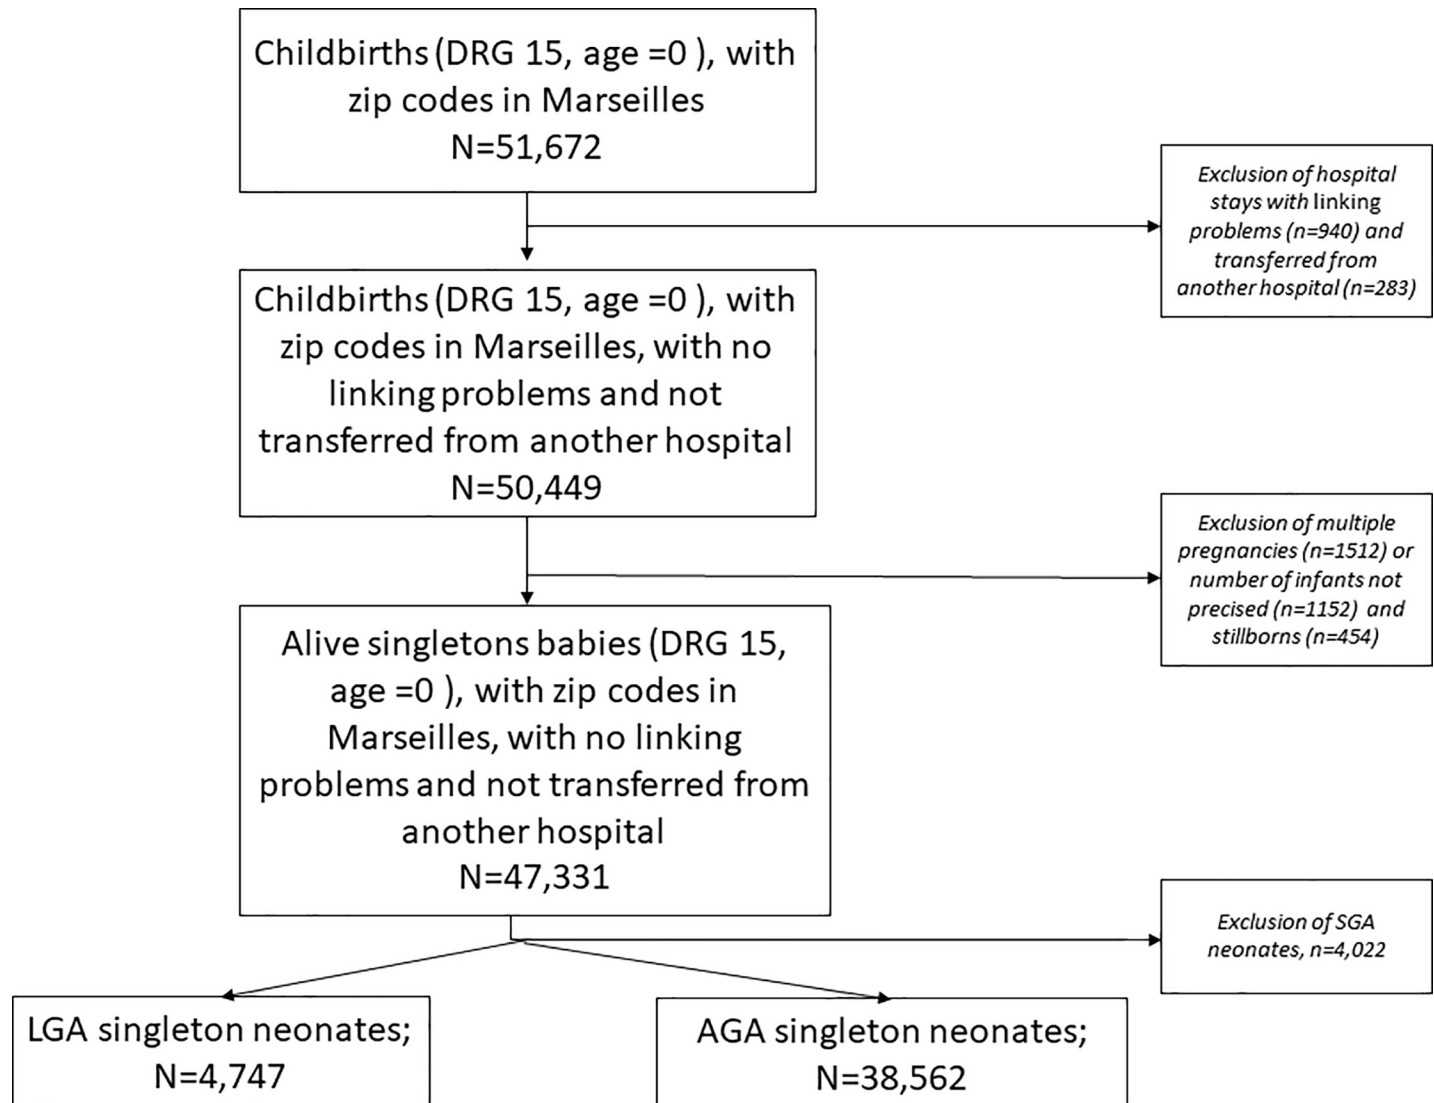 Childbirths (DRG 15, age =0 ), with
zip codes in Marseilles
N=51,672
Exclusion of hospital
stays with linking
problems (n=940) and
transferred from
another hospital (n=283)
Childbirths (DRG 15, age =0 ), with
zip codes in Marseilles, with no
linking problems and not
transferred from another hospital
N=50,449
Exclusion of multiple
pregnancies (n=1512) or
number of infants not
precised (n=1152) and
stillborns (n=454)
Alive singletons babies (DRG 15,
age =0 ), with zip codes in
Marseilles, with no linking
problems and not transferred from
another hospital
N=47,331
Exclusion of SGA
neonates, n=4,022
LGA singleton neonates;
N=4,747
AGA singleton neonates;
N=38,562